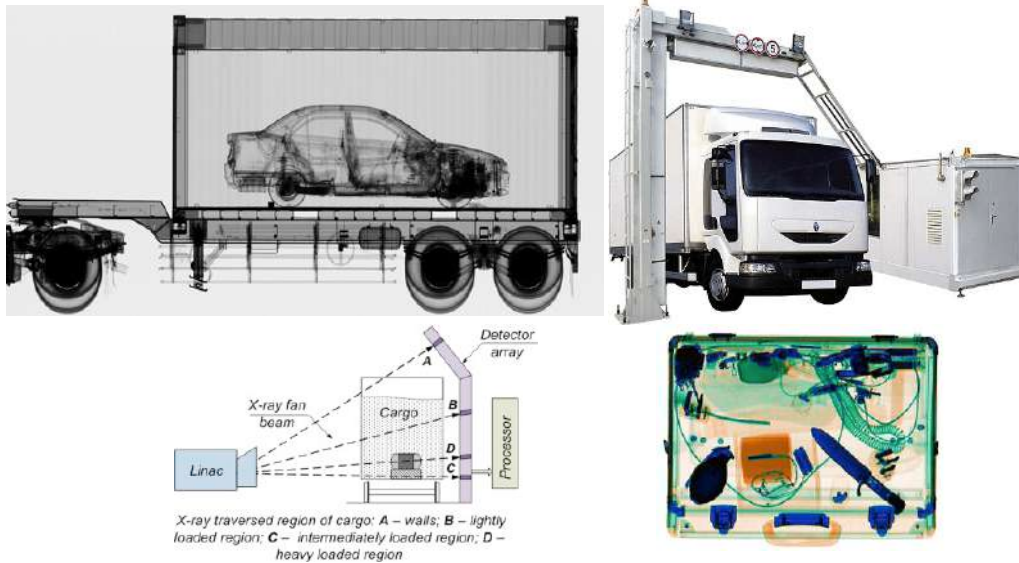 5
Detector
array
A
X-ray fan
beam
B
Cargo
Linac
D
C
Processor
X-ray traversed region of cargo: A – walls; B – lightly
loaded region; C – intermediately loaded region; D –
heavy loaded region